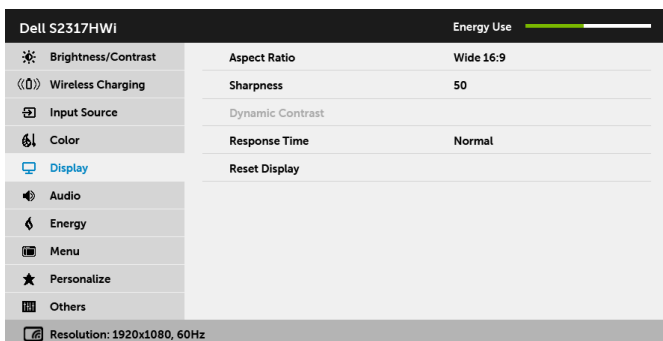 Dell S2317HWi Energy Use
Brightness/Contrast Aspect Ratio Wide 16:9
Wireless Charging Sharpness 50
Input Source Dynamic Contrast
Color Response Time Normal
Display Reset Display
Audio
Energy
Menu
Personalize
Others
Resolution: 1920x1080, 60Hz